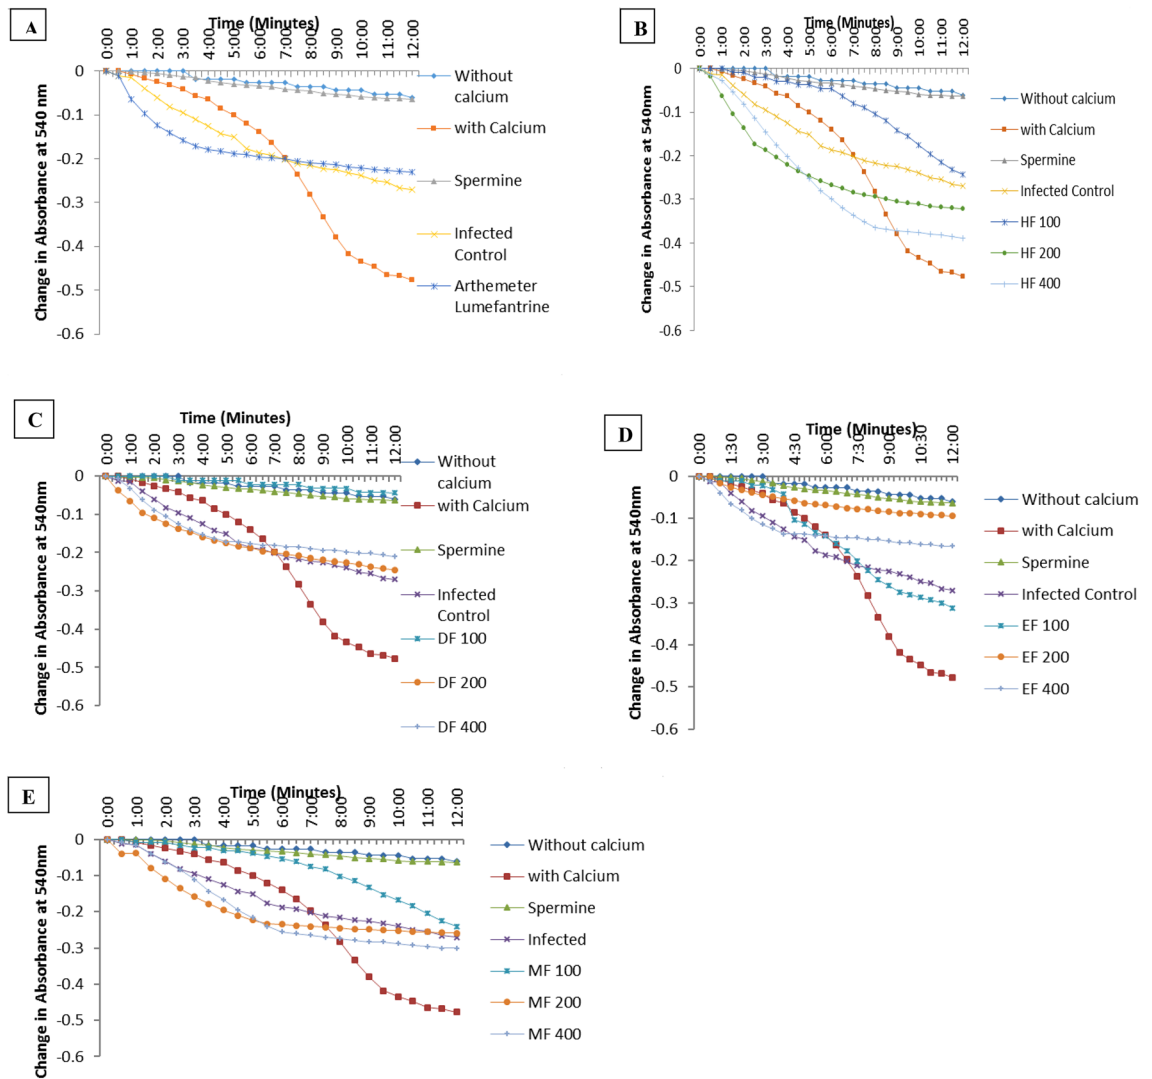 A
Time (Minutes)
0:00 1:00 2:00 3:00 4:00 5:00 6:00 7:00 8:00 9:00 10:00 11:00 12:00
0
-0.1
-0.2
-0.3
-0.4
-0.5
-0.6
Change in Absorbance at 540 nm
Without
calcium
with Calcium
Spermine
Infected
Control
Arthemeter
Lumefantrine
B
Time (Minutes)
0:00 1:00 2:00 3:00 4:00 5:00 6:00 7:00 8:00 9:00 10:00 11:00 12:00
0
-0.1
-0.2
-0.3
-0.4
-0.5
-0.6
Change in Absorbance at 540nm
Without calcium
with Calcium
Spermine
Infected Control
HF 100
HF 200
HF 400
C
Time (Minutes)
0:00 1:00 2:00 3:00 4:00 5:00 6:00 7:00 8:00 9:00 10:00 11:00 12:00
0
-0.1
-0.2
-0.3
-0.4
-0.5
-0.6
Change in Absorbance at 540nm
Without
calcium
with Calcium
Spermine
Infected
Control
DF 100
DF 200
DF 400
D
Time (Minutes)
0:00 1:30 3:00 4:30 6:00 7:30 9:00 10:30 12:00
0
-0.1
-0.2
-0.3
-0.4
-0.5
-0.6
Change in Absorbance at 540nm
Without calcium
with Calcium
Spermine
Infected Control
EF 100
EF 200
EF 400
E
Time (Minutes)
0:00 1:00 2:00 3:00 4:00 5:00 6:00 7:00 8:00 9:00 10:00 11:00 12:00
0
-0.1
-0.2
-0.3
-0.4
-0.5
-0.6
Change in Absorbance at 540nm
Without calcium
with Calcium
Spermine
Infected
MF 100
MF 200
MF 400